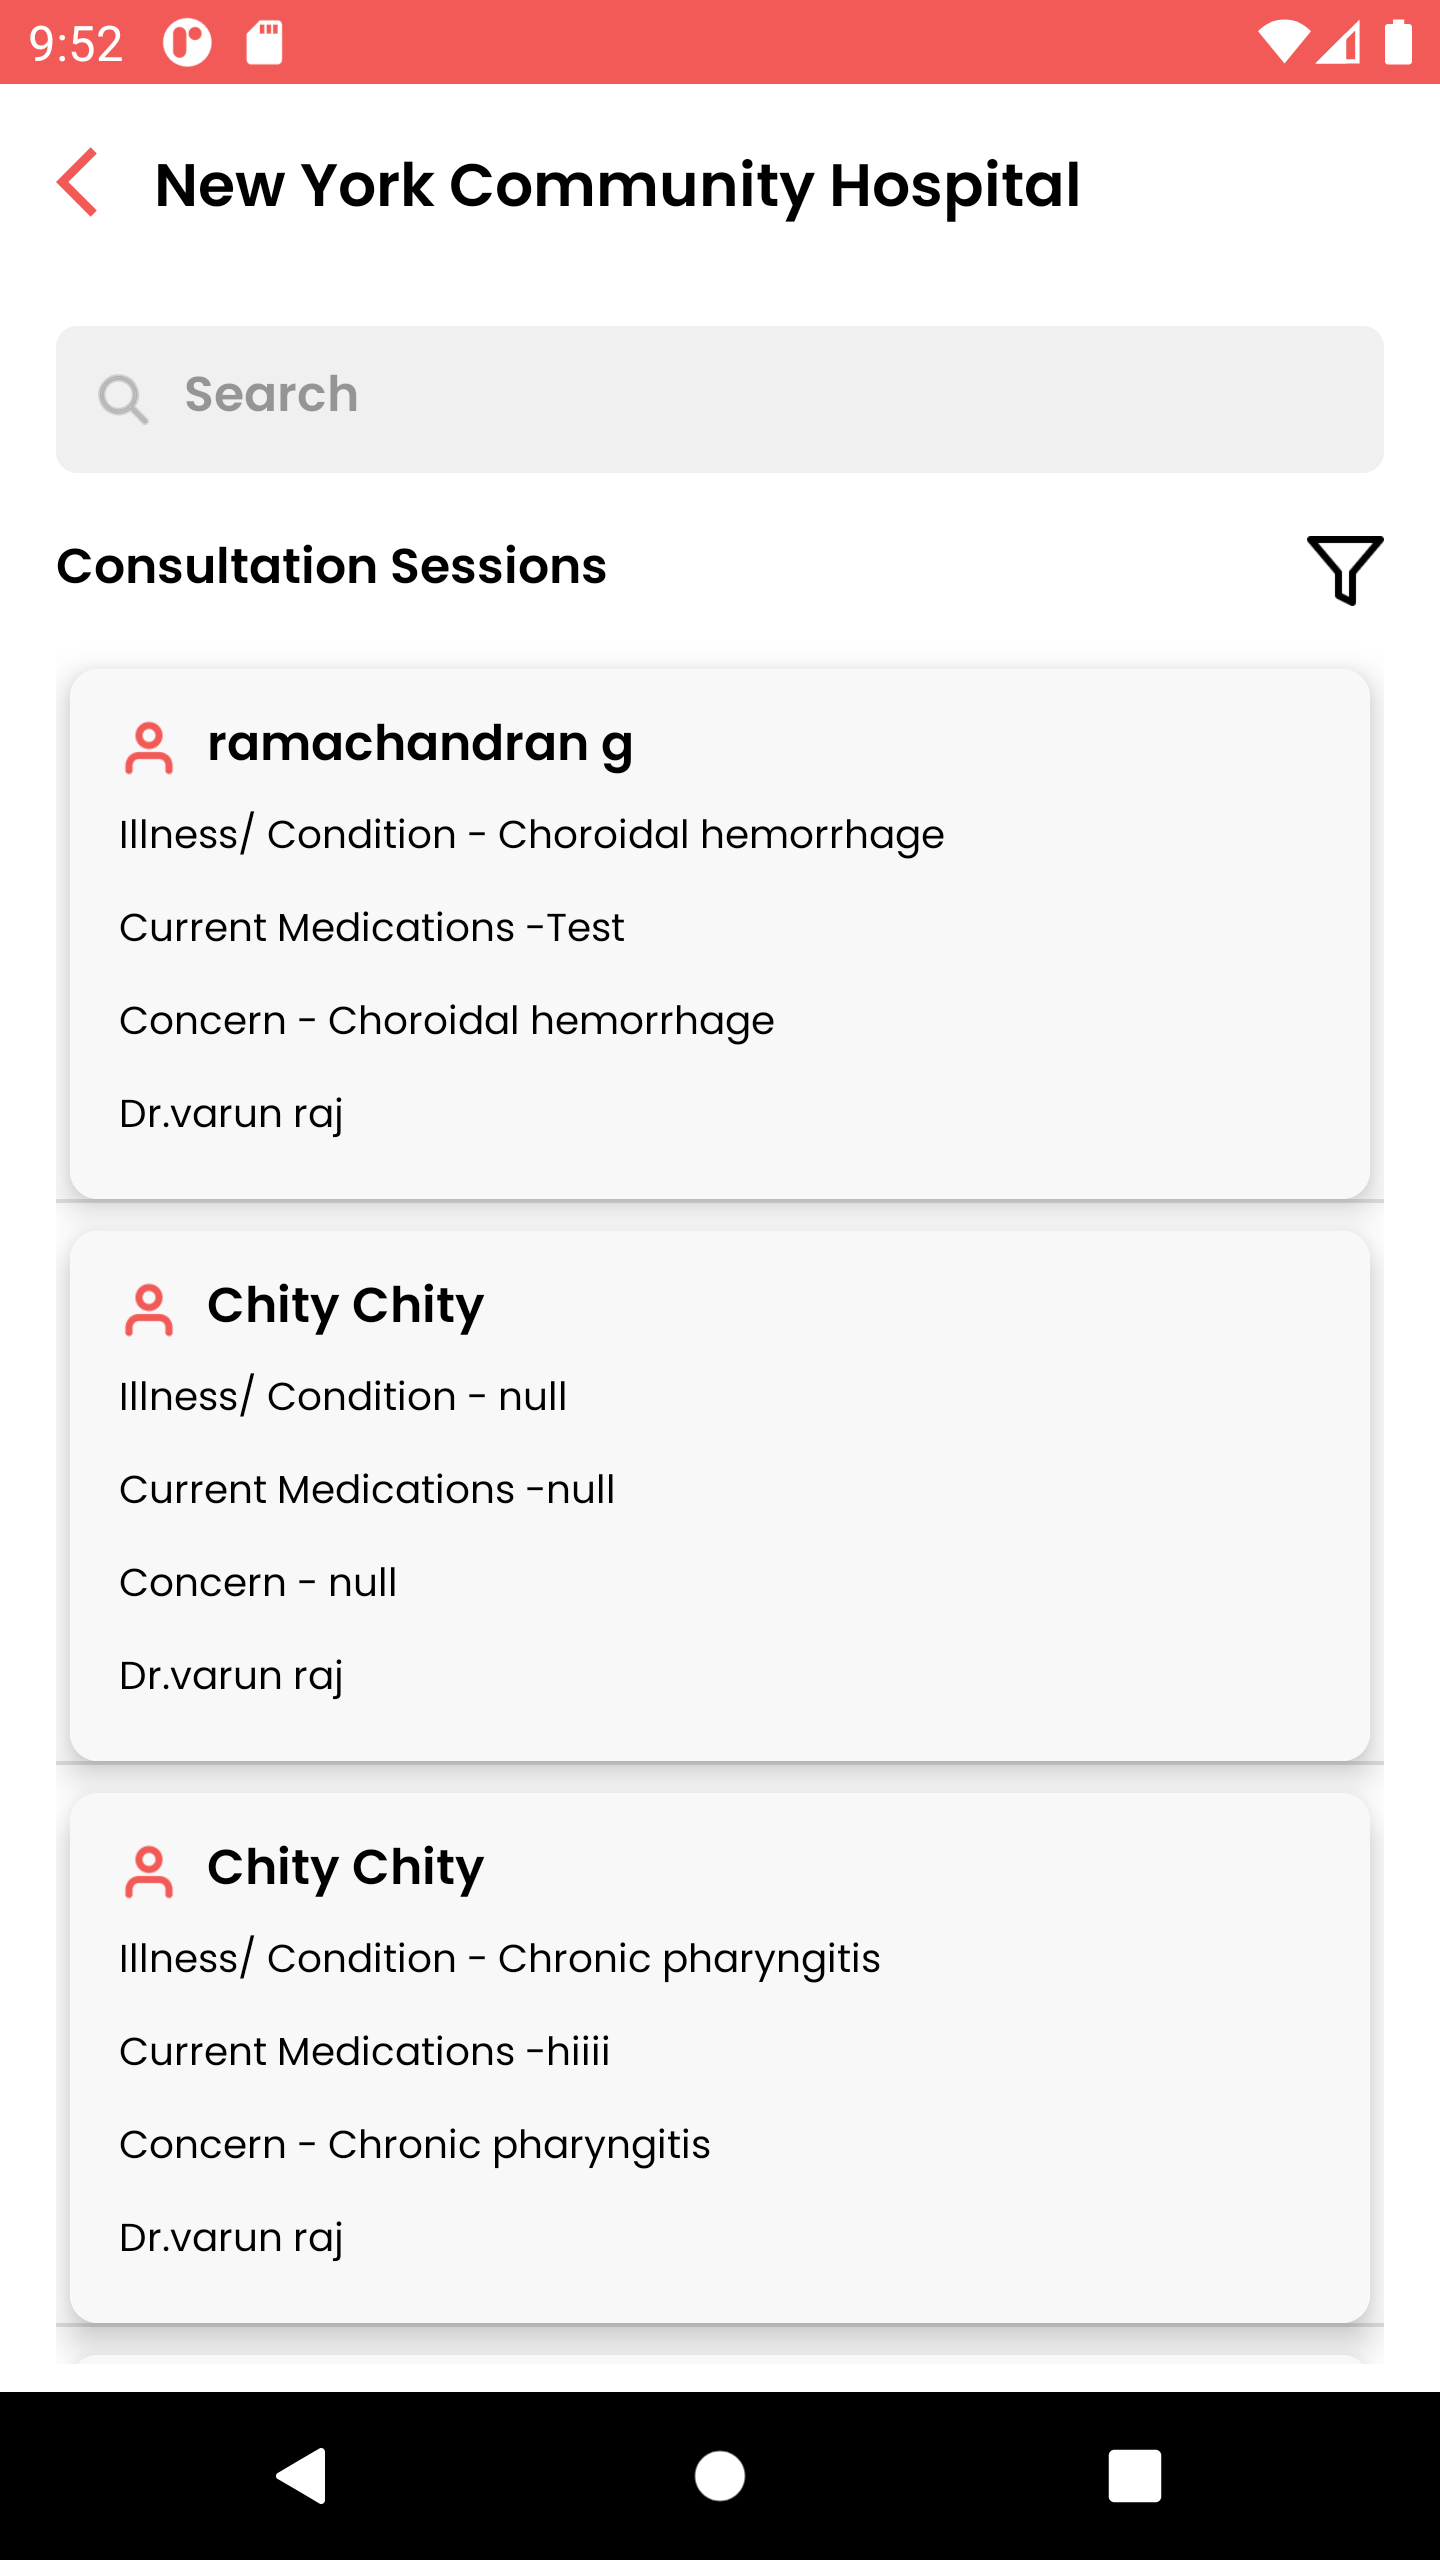 9:52
New York Community Hospital
Search
Consultation Sessions
ramachandran g
Illness/ Condition - Choroidal hemorrhage
Current Medications -Test
Concern - Choroidal hemorrhage
Dr.varun raj
Chity Chity
Illness/ Condition - null
Current Medications -null
Concern - null
Dr.varun raj
Chity Chity
Illness/ Condition - Chronic pharyngitis
Current Medications -hiiii
Concern - Chronic pharyngitis
Dr.varun raj